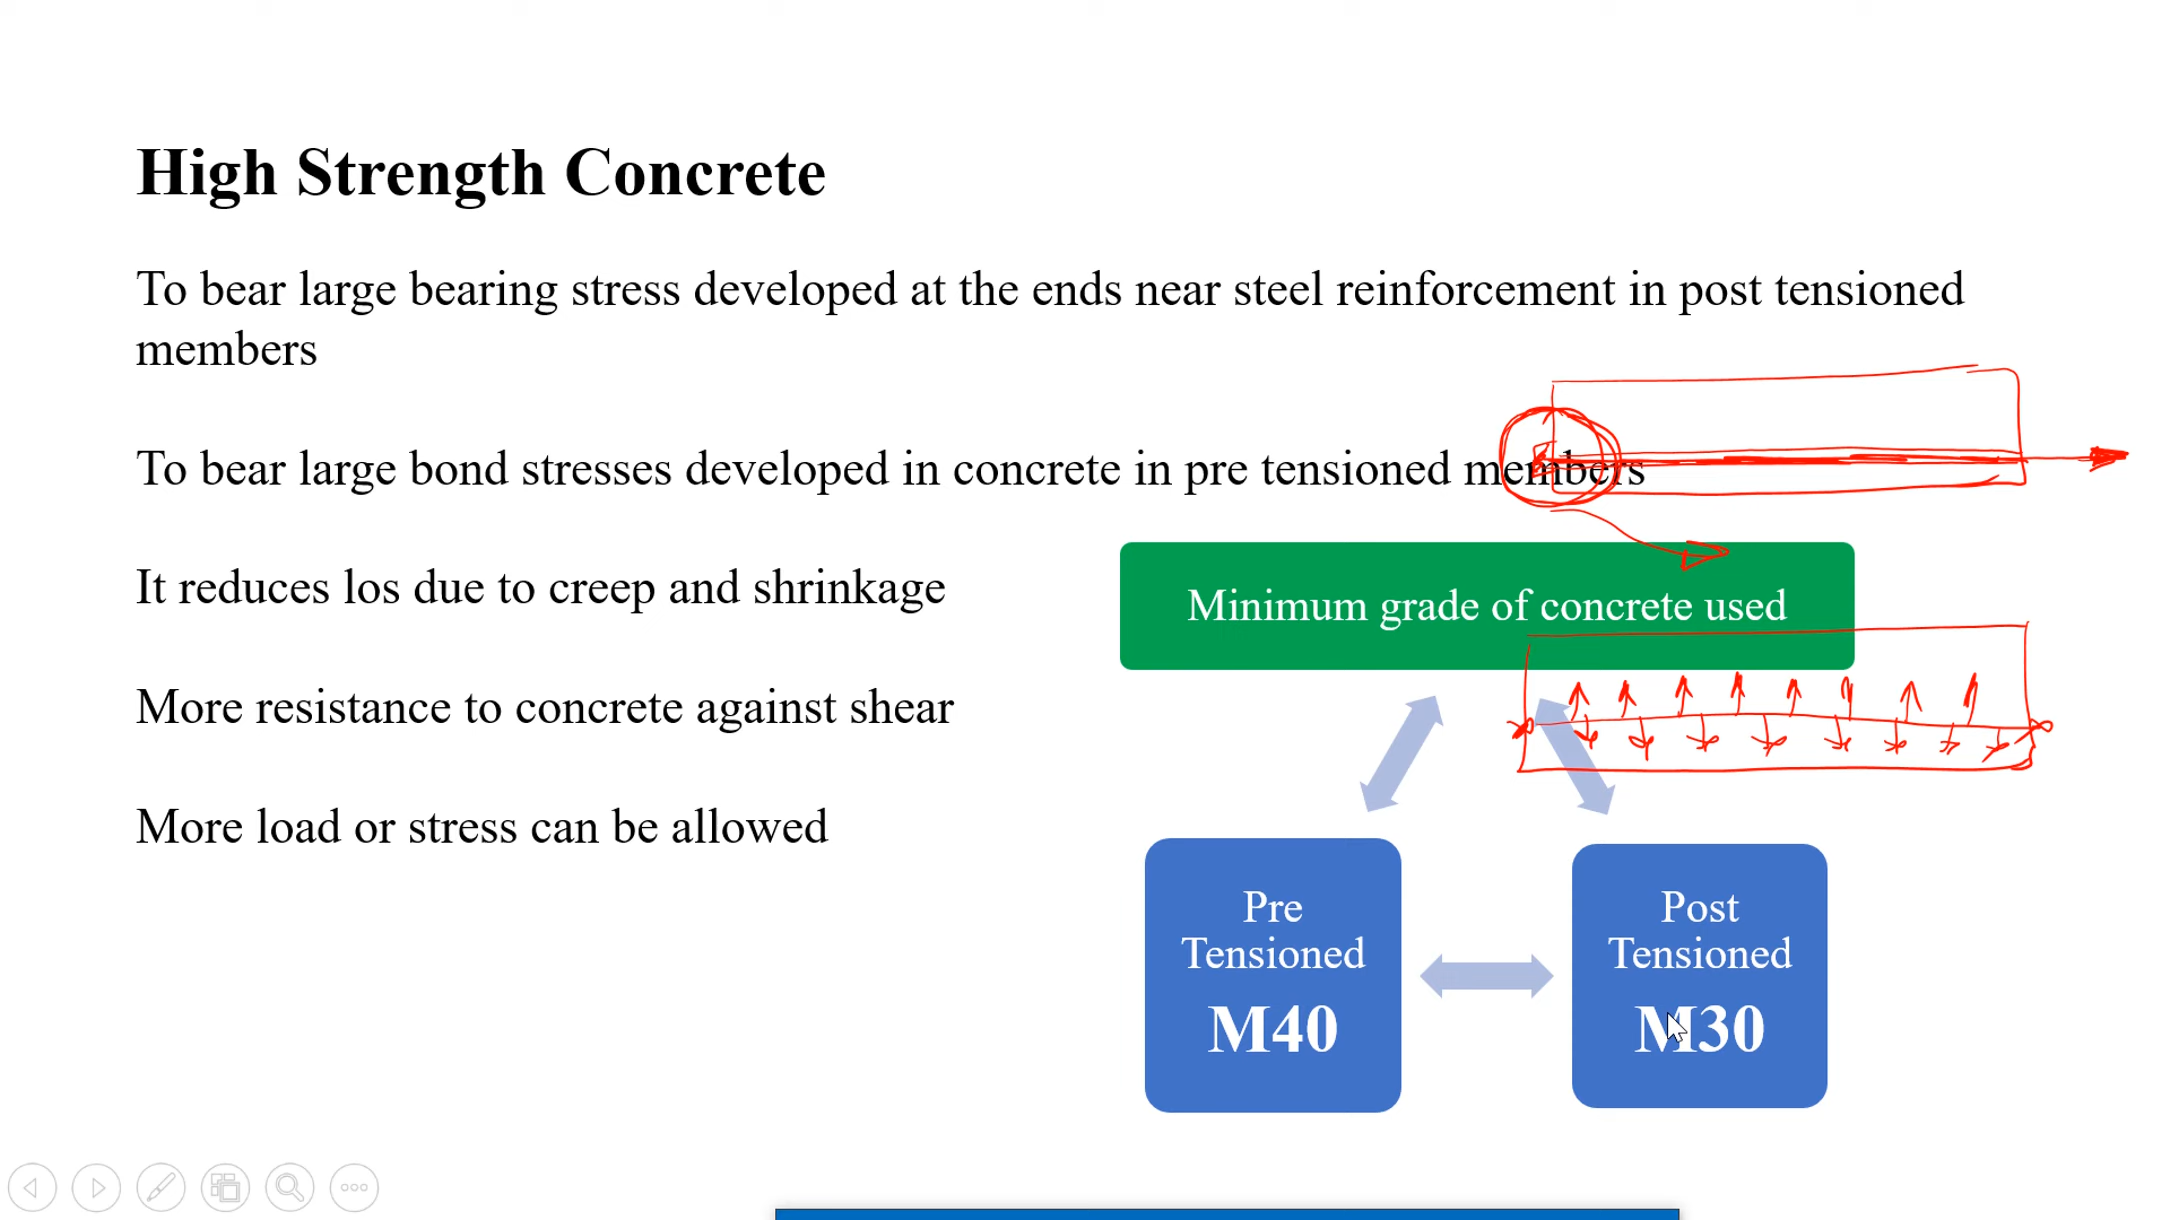 High Strength Concrete
To bear large bearing stress developed at the ends near steel reinforcement in post tensioned
members
To bear large bond stresses developed in concrete in pre tensioned members
It reduces los due to creep and shrinkage
Minimum grade of concrete used
More resistance to concrete against shear
More load or stress can be allowed
Pre
Tensioned
M40
Post
Tensioned
M30